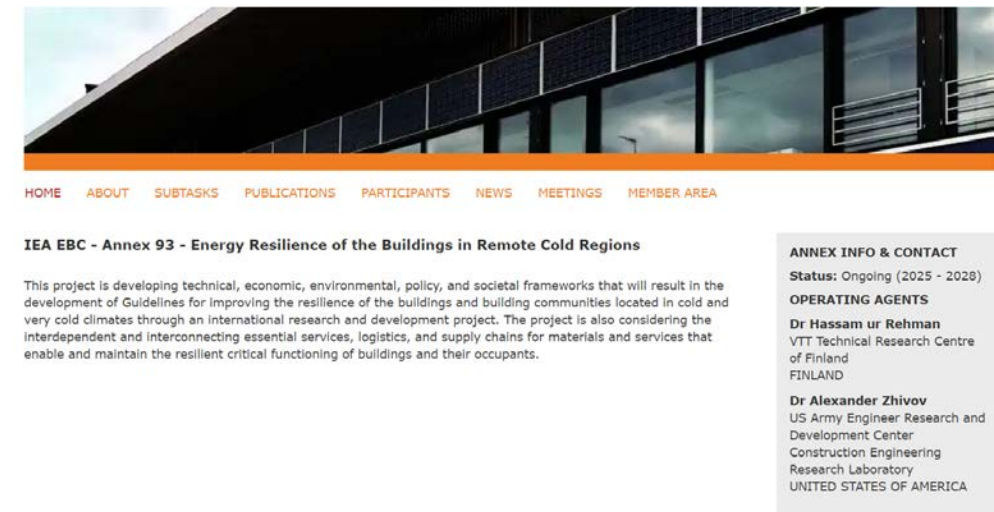 HOME ABOUT SUBTASKS PUBLICATIONS PARTICIPANTS NEWS MEETINGS MEMBER AREA
IEA EBC - Annex 93 - Energy Resilience of the Buildings in Remote Cold Regions
This project is developing technical, economic, environmental, policy, and societal frameworks that will result in the
development of Guidelines for improving the resilience of the buildings and building communities located in cold and
very cold climates through an international research and development project. The project is also considering the
interdependent and interconnecting essential services, logistics, and supply chains for materials and services that
enable and maintain the resilient critical functioning of buildings and their occupants.
ANNEX INFO & CONTACT
Status: Ongoing (2025 - 2028)
OPERATING AGENTS
Dr Hassam ur Rehman
VTT Technical Research Centre
of Finland
FINLAND
Dr Alexander Zhivov
US Army Engineer Research and
Development Center
Construction Engineering
Research Laboratory
UNITED STATES OF AMERICA